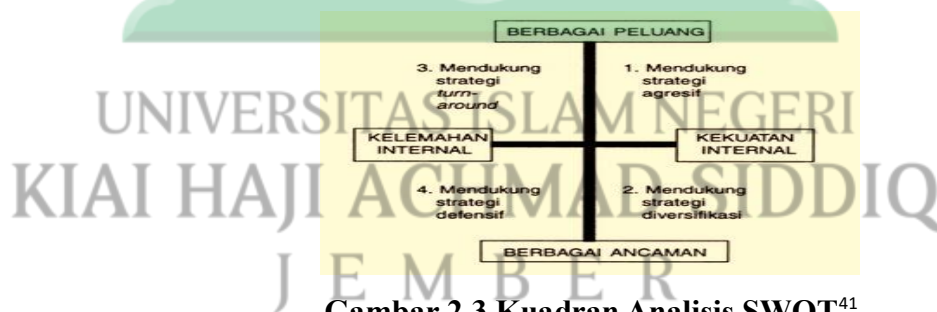 BERBAGAI PELUANG
3. Mendukung
strategi
turn-
around
1. Mendukung
strategi
agresif
UNIVERSITAS ISLAM NEGERI
KELEMAHAN
INTERNAL
KEKUATAN
INTERNAL
KIAI HAJI ACHMAD SIDDIQ
4. Mendukung
strategi
defensif
2. Mendukung
strategi
diversifikasi
BERBAGAI ANCAMAN
JEMBER
Gambar 2.3 Kuadran Analisis SWOT41